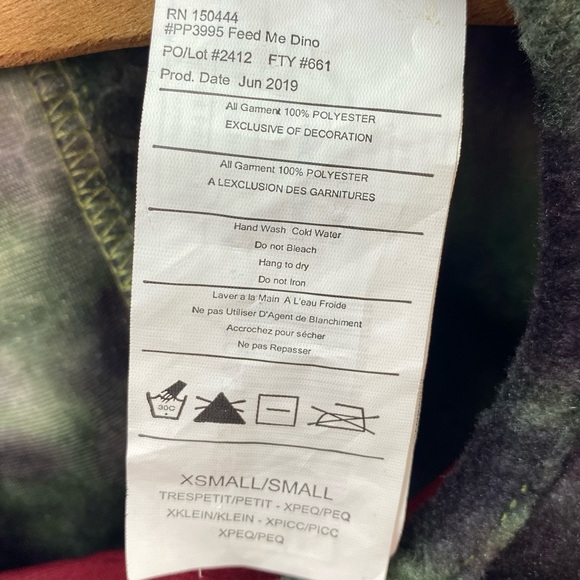 RN 150444
#PP3995 Feed Me Dino
PO/Lot #2412 FTY #661
Prod. Date Jun 2019
All Garment 100% POLYESTER
EXCLUSIVE OF DECORATION
All Garment 100% POLYESTER
A LEXCLUSION DES GARNITURES
Hand Wash Cold Water
Do not Bleach
Hang to dry
Do not Iron
Laver a la Main A L'eau Froide
Ne pas Utiliser D'Agent de Blanchiment
Accrochez pour sécher
Ne pas Repasser
30C
XSMALL/SMALL
TRESPETIT/PETIT - XPEQ/PEQ
XKLEIN/KLEIN - XPICC/PICC
XPEQ/PEQ